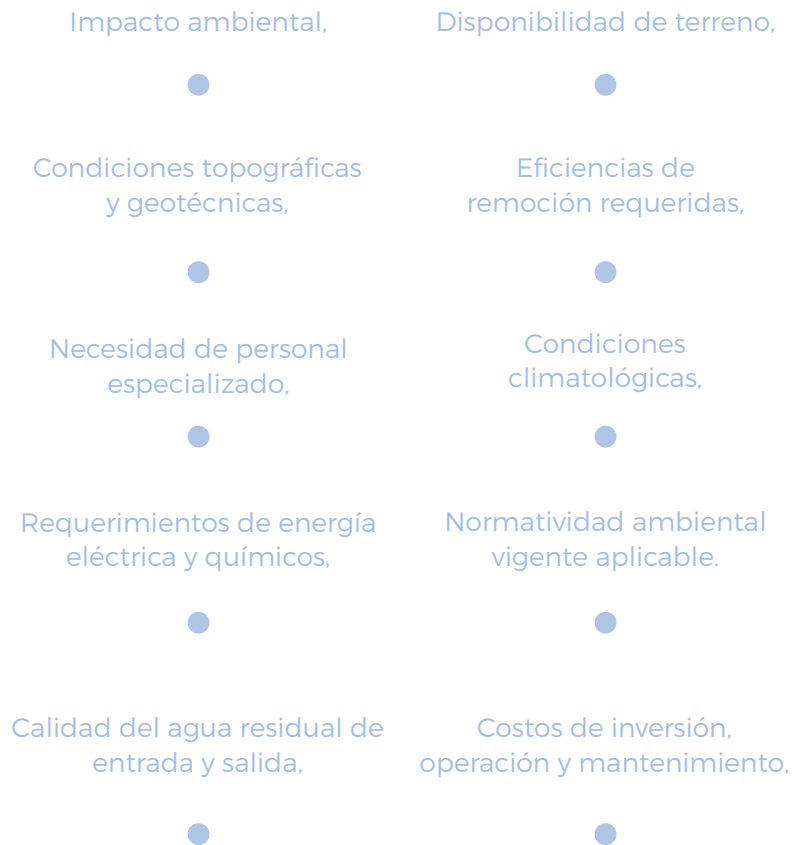 Impacto ambiental,
Condiciones topográficas
y geotécnicas,
Necesidad de personal
especializado,
Requerimientos de energía
eléctrica y químicos,
Calidad del agua residual de
entrada y salida,
Disponibilidad de terreno,
Eficiencias de
remoción requeridas,
Condiciones
climatológicas,
Normatividad ambiental
vigente aplicable.
Costos de inversión,
operación y mantenimiento,